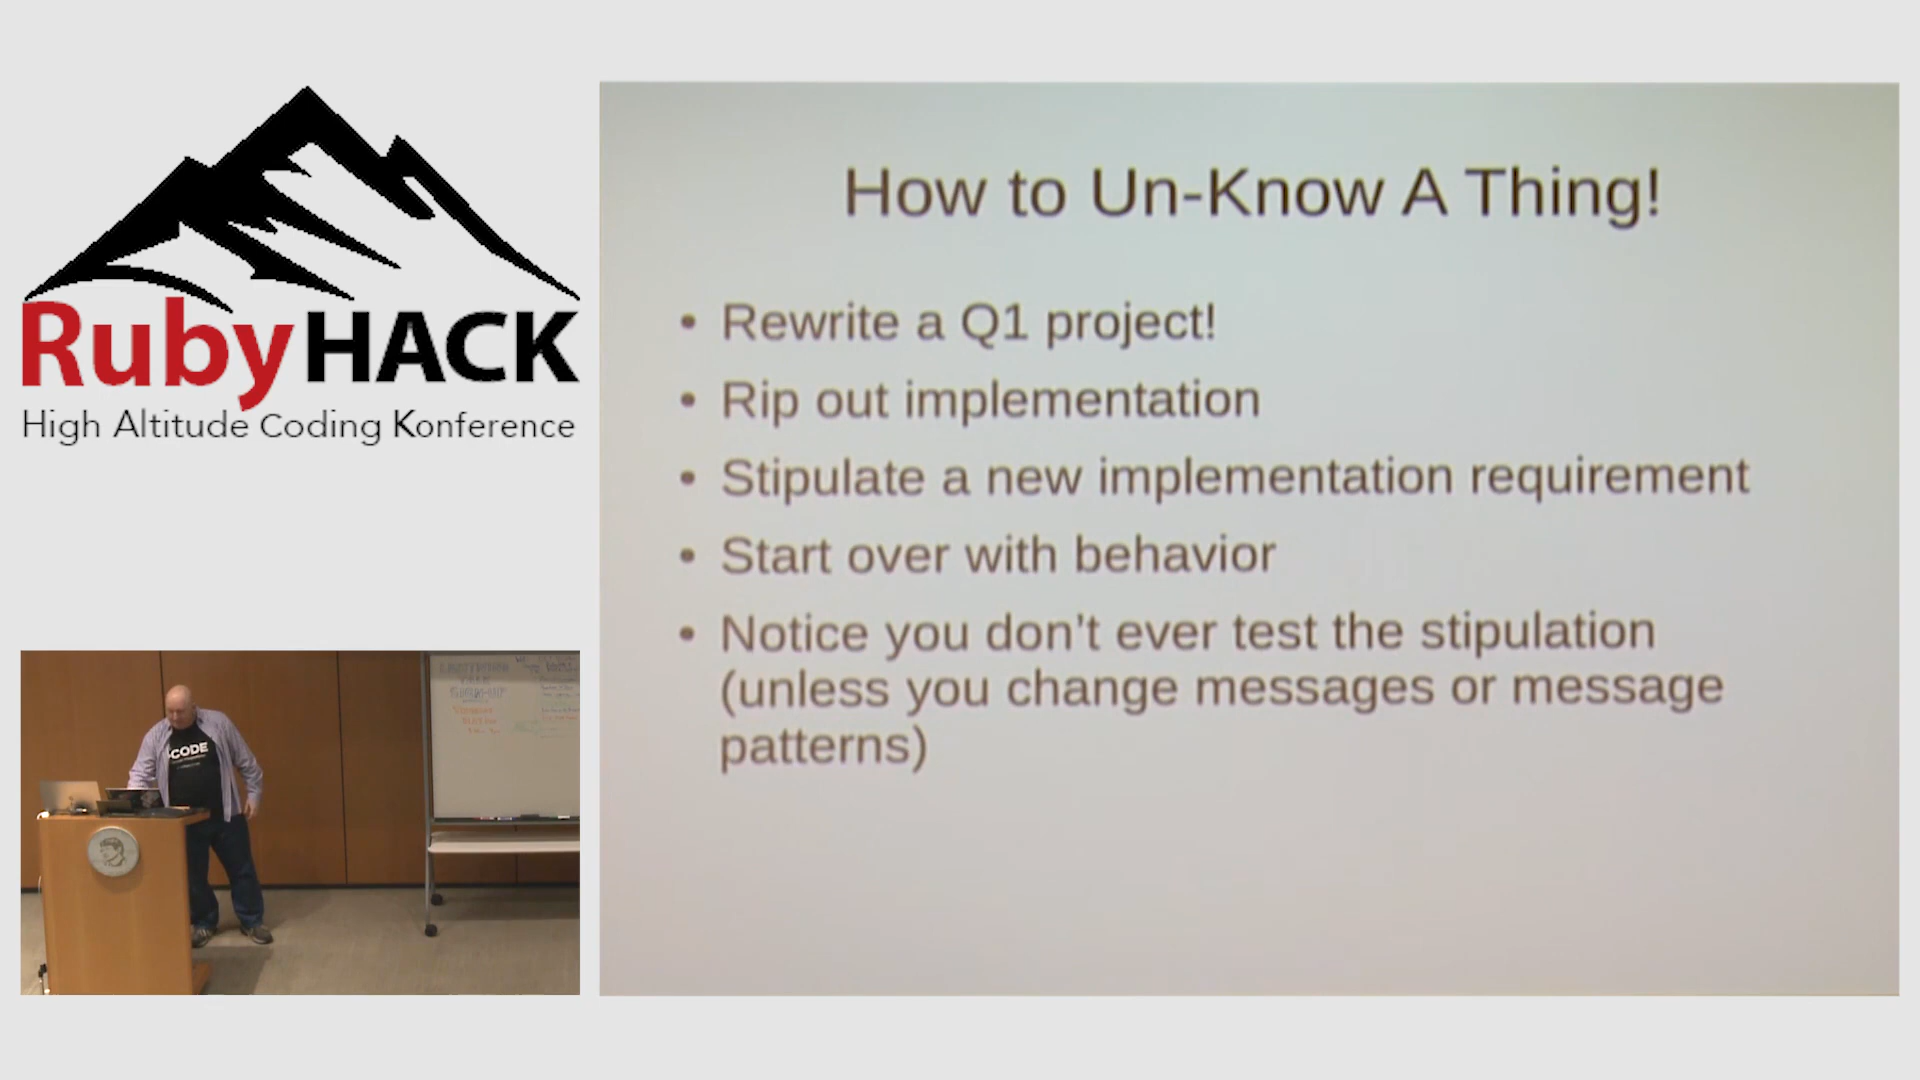 RubyHACK
High Altitude Coding Konference
How to Un-Know A Thing!
• Rewrite a Q1 project!
• Rip out implementation
• Stipulate a new implementation requirement
• Start over with behavior
• Notice you don't ever test the stipulation
(unless you change messages or message
patterns)
CODE